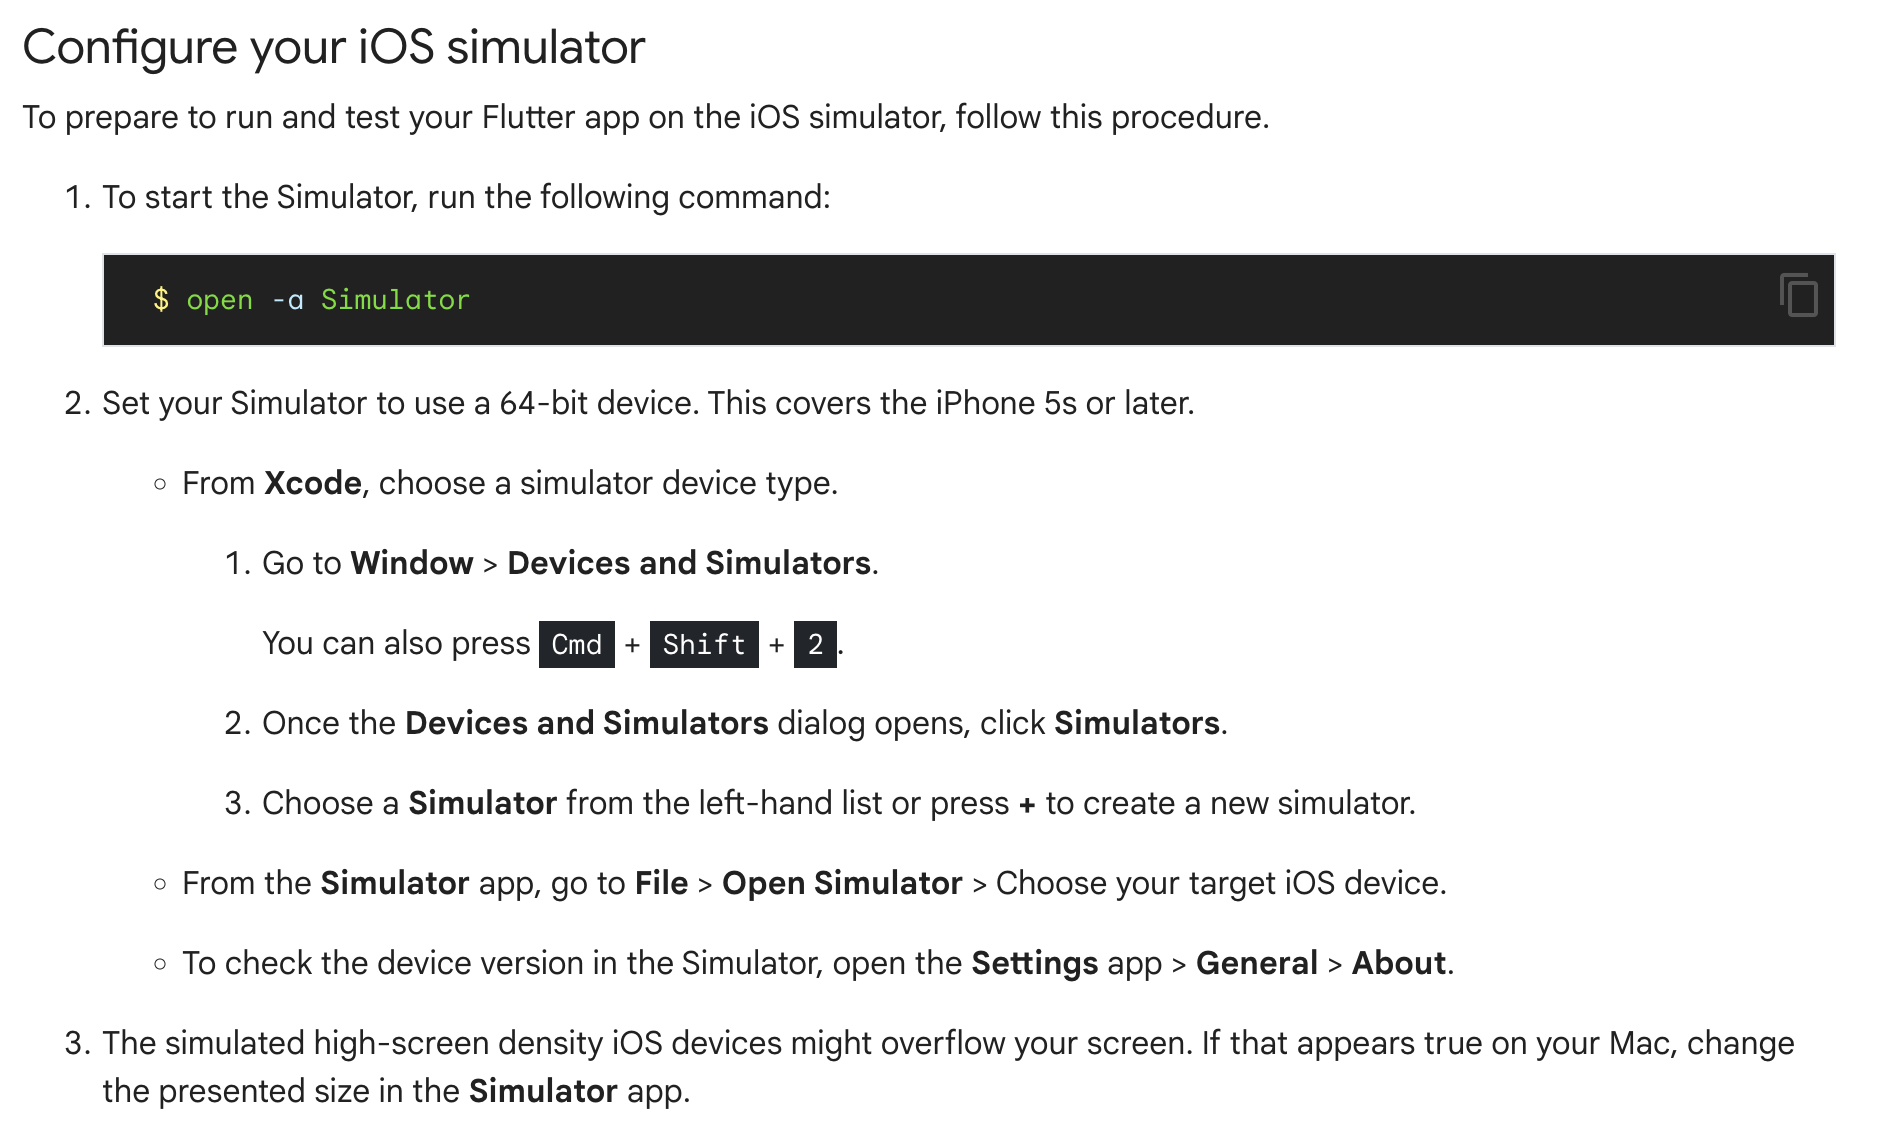 Configure your iOS simulator
To prepare to run and test your Flutter app on the iOS simulator, follow this procedure.
1. To start the Simulator, run the following command:
$ open -a Simulator
2. Set your Simulator to use a 64-bit device. This covers the iPhone 5s or later.
◦ From Xcode, choose a simulator device type.
1. Go to Window > Devices and Simulators.
You can also press Cmd + Shift + 2.
2. Once the Devices and Simulators dialog opens, click Simulators.
3. Choose a Simulator from the left-hand list or press + to create a new simulator.
◦ From the Simulator app, go to File > Open Simulator > Choose your target iOS device.
◦ To check the device version in the Simulator, open the Settings app > General > About.
3. The simulated high-screen density iOS devices might overflow your screen. If that appears true on your Mac, change
the presented size in the Simulator app.